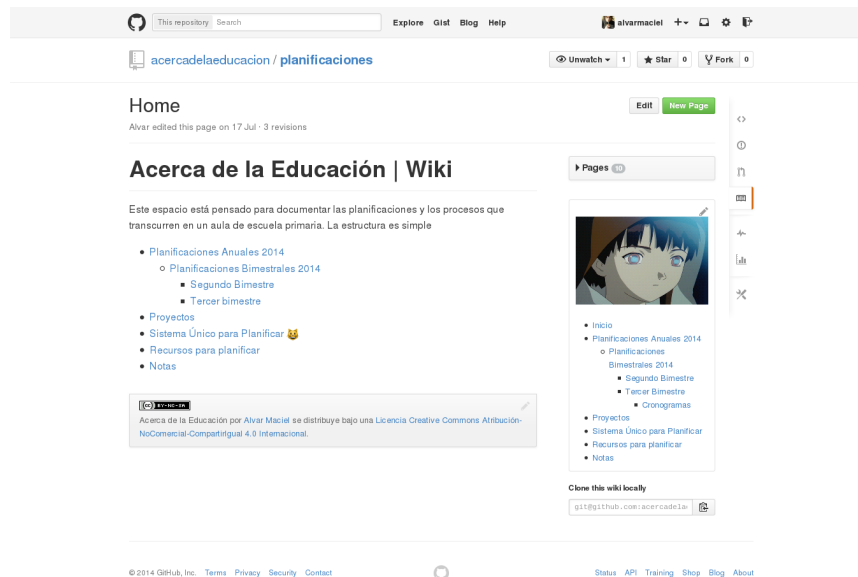 This repository Search Explore Gist Blog Help alvarmaciel
acercadelaeducacion / planificaciones Unwatch 1 Star 0 Fork 0
Home Edit New Page
Alvar edited this page on 17 Jul · 3 revisions
Acerca de la Educación | Wiki
Este espacio está pensado para documentar las planificaciones y los procesos que
transcurren en un aula de escuela primaria. La estructura es simple
Planificaciones Anuales 2014
Planificaciones Bimestrales 2014
Segundo Bimestre
Tercer bimestre
Proyectos
Sistema Único para Planificar
Recursos para planificar
Notas
(cc) BY-NC-SA
Acerca de la Educación por Alvar Maciel se distribuye bajo una Licencia Creative Commons Atribución-
NoComercial-CompartirIgual 4.0 Internacional.
Pages 10
Inicio
Planificaciones Anuales 2014
Planificaciones
Bimestrales 2014
Segundo Bimestre
Tercer Bimestre
Cronogramas
Proyectos
Sistema Único para Planificar
Recursos para planificar
Notas
Clone this wiki locally
git@github.com:acercadela
© 2014 GitHub, Inc. Terms Privacy Security Contact
Status API Training Shop Blog About